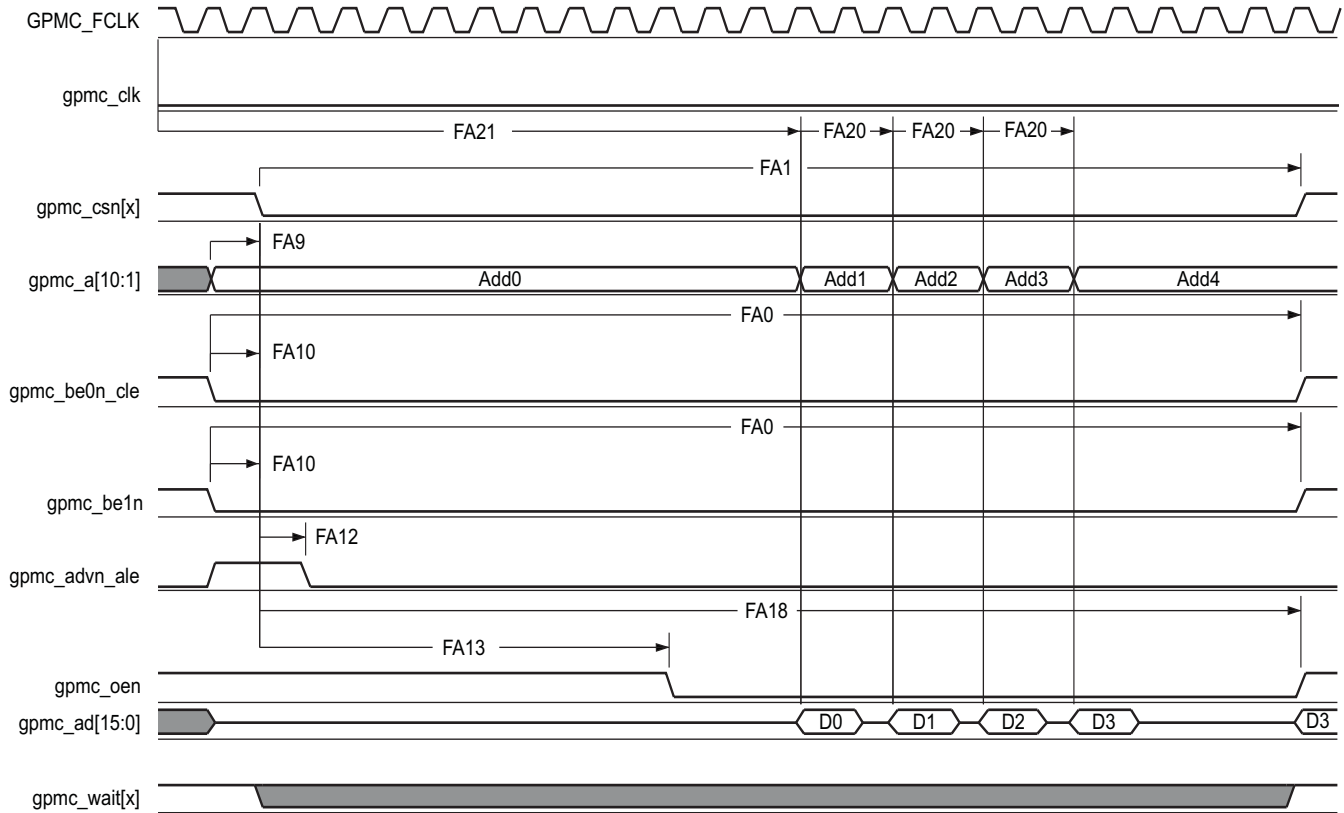 GPMC_FCLK
gpmc_clk
FA21 FA20 FA20 FA20
FA1
gpmc_csn[x]
FA9
gpmc_a[10:1] Add0 Add1 Add2 Add3 Add4
FA0
FA10
gpmc_be0n_cle
FA0
FA10
gpmc_be1n
FA12
gpmc_advn_ale
FA18
FA13
gpmc_oen
gpmc_ad[15:0] D0 D1 D2 D3 D3
gpmc_wait[x]